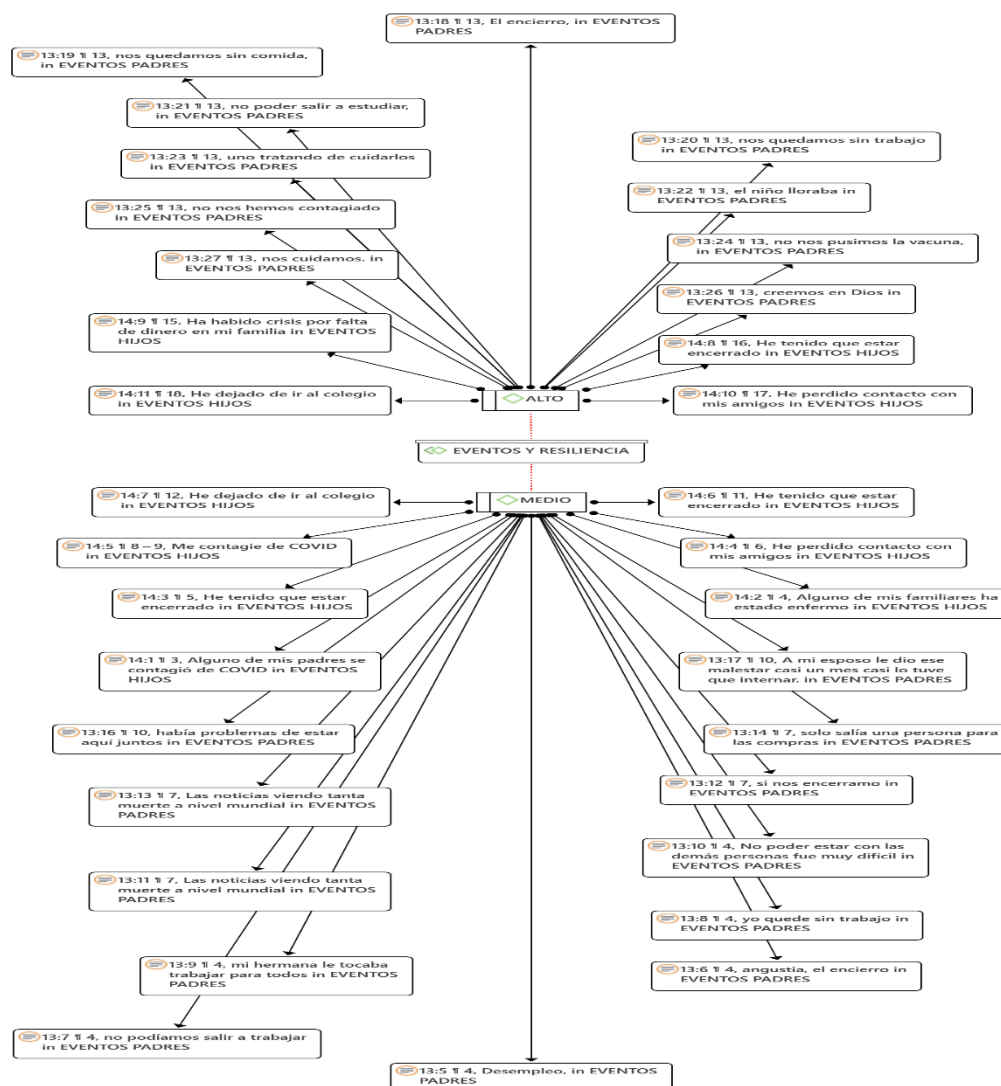 13:18 ¶ 13, El encierro, in EVENTOS
PADRES
13:19 ¶ 13, nos quedamos sin comida,
in EVENTOS PADRES
13:21 ¶ 13, no poder salir a estudiar,
in EVENTOS PADRES
13:20 ¶ 13, nos quedamos sin trabajo
in EVENTOS PADRES
13:23 ¶ 13, uno tratando de cuidarlos
in EVENTOS PADRES
13:22 ¶ 13, el niño lloraba in
EVENTOS PADRES
13:25 ¶ 13, no nos hemos contagiado
in EVENTOS PADRES
13:24 ¶ 13, no nos pusimos la vacuna,
in EVENTOS PADRES
13:27 ¶ 13, nos cuidamos. in
EVENTOS PADRES
13:26 ¶ 13, creemos en Dios in
EVENTOS PADRES
14:9 ¶ 15, Ha habido crisis por falta
de dinero en mi familia in EVENTOS
HIJOS
14:8 ¶ 16, He tenido que estar
encerrado in EVENTOS HIJOS
14:11 ¶ 18, He dejado de ir al colegio
in EVENTOS HIJOS
ALTO
14:10 ¶ 17, He perdido contacto con
mis amigos in EVENTOS HIJOS
EVENTOS Y RESILIENCIA
14:7 ¶ 12, He dejado de ir al colegio
in EVENTOS HIJOS
MEDIO
14:6 ¶ 11, He tenido que estar
encerrado in EVENTOS HIJOS
14:5 ¶ 8 – 9, Me contagie de COVID
in EVENTOS HIJOS
14:4 ¶ 6, He perdido contacto con
mis amigos in EVENTOS HIJOS
14:3 ¶ 5, He tenido que estar
encerrado in EVENTOS HIJOS
14:2 ¶ 4, Alguno de mis familiares ha
estado enfermo in EVENTOS HIJOS
14:1 ¶ 3, Alguno de mis padres se
contagió de COVID in EVENTOS
HIJOS
13:17 ¶ 10, A mi esposo le dio ese
malestar casi un mes casi lo tuve
que internar. in EVENTOS PADRES
13:16 ¶ 10, había problemas de estar
aquí juntos in EVENTOS PADRES
13:14 ¶ 7, solo salía una persona para
las compras in EVENTOS PADRES
13:13 ¶ 7, Las noticias viendo tanta
muerte a nivel mundial in EVENTOS
PADRES
13:12 ¶ 7, si nos encerramo in
EVENTOS PADRES
13:10 ¶ 4, No poder estar con las
demás personas fue muy difícil in
EVENTOS PADRES
13:11 ¶ 7, Las noticias viendo tanta
muerte a nivel mundial in EVENTOS
PADRES
13:8 ¶ 4, yo quede sin trabajo in
EVENTOS PADRES
13:9 ¶ 4, mi hermana le tocaba
trabajar para todos in EVENTOS
PADRES
13:6 ¶ 4, angustia, el encierro in
EVENTOS PADRES
13:7 ¶ 4, no podíamos salir a trabajar
in EVENTOS PADRES
13:5 ¶ 4, Desempleo, in EVENTOS
PADRES